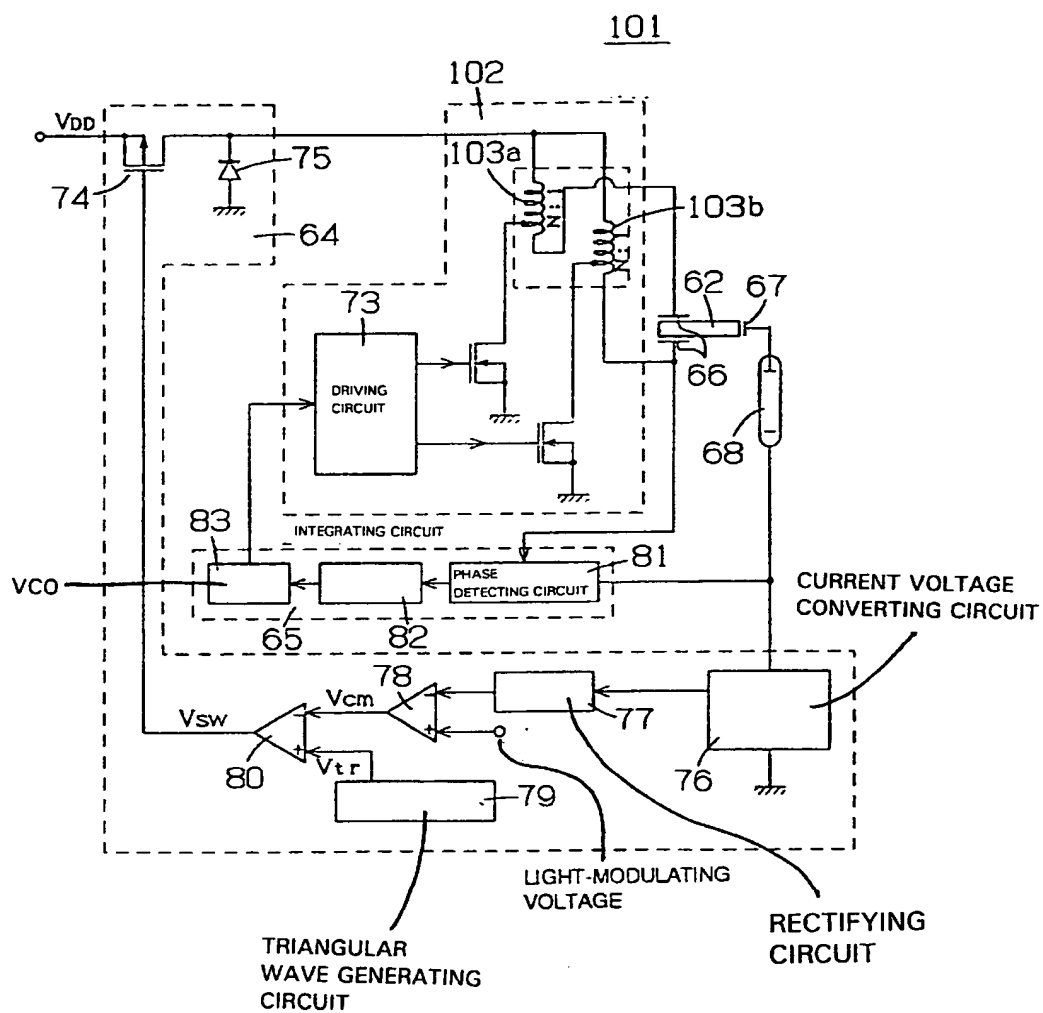 101
102
VDD
103a
75
74
N:1
103b
64
N:1
62
67
73
66
DRIVING
CIRCUIT
68
INTEGRATING CIRCUIT
83
81
VCO
PHASE
DETECTING CIRCUIT
CURRENT VOLTAGE
CONVERTING CIRCUIT
65
82
78
Vcm
-
77
Vsw
-
+
80
+
76
Vtr
79
LIGHT-MODULATING
VOLTAGE
RECTIFYING
CIRCUIT
TRIANGULAR
WAVE GENERATING
CIRCUIT